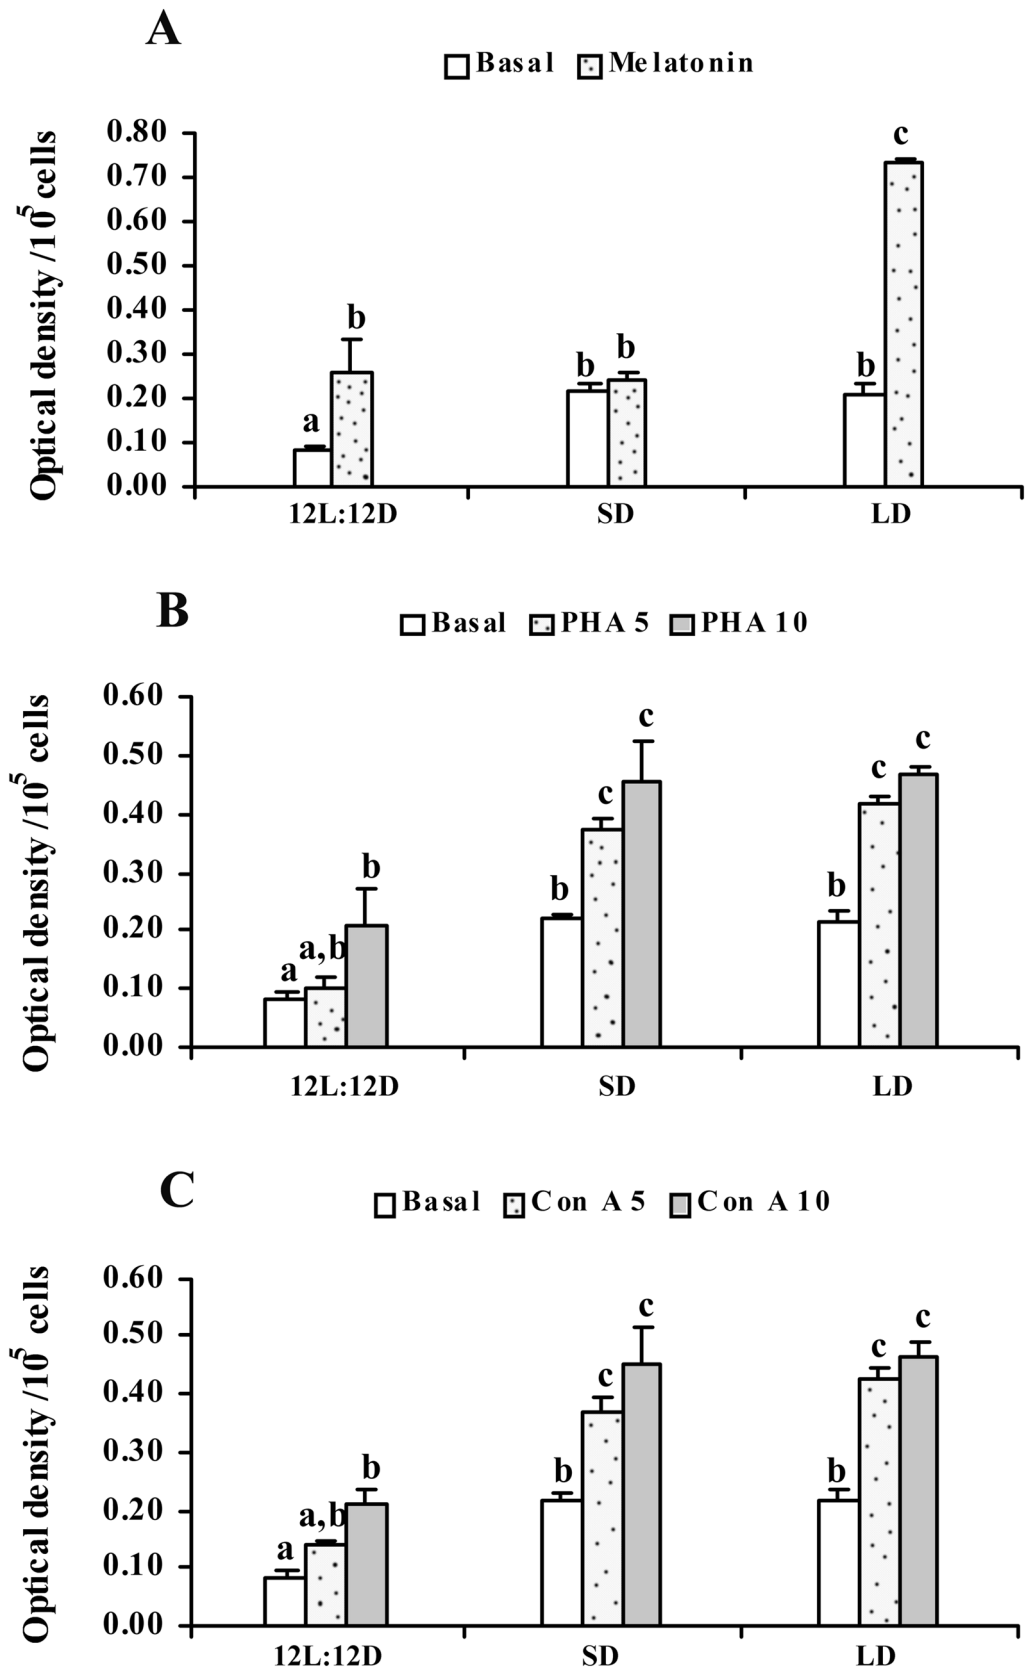 A
Basal Melatonin
Optical density /10^5 cells
0.80
0.70
0.60
0.50
0.40
0.30
0.20
0.10
0.00
a b b b b c
12L:12D SD LD
B
Basal PHA 5 PHA 10
Optical density /10^5 cells
0.60
0.50
0.40
0.30
0.20
0.10
0.00
a a,b b b c c b c c
12L:12D SD LD
C
Basal Con A 5 Con A 10
Optical density /10^5 cells
0.60
0.50
0.40
0.30
0.20
0.10
0.00
a a,b b b c c b c c
12L:12D SD LD